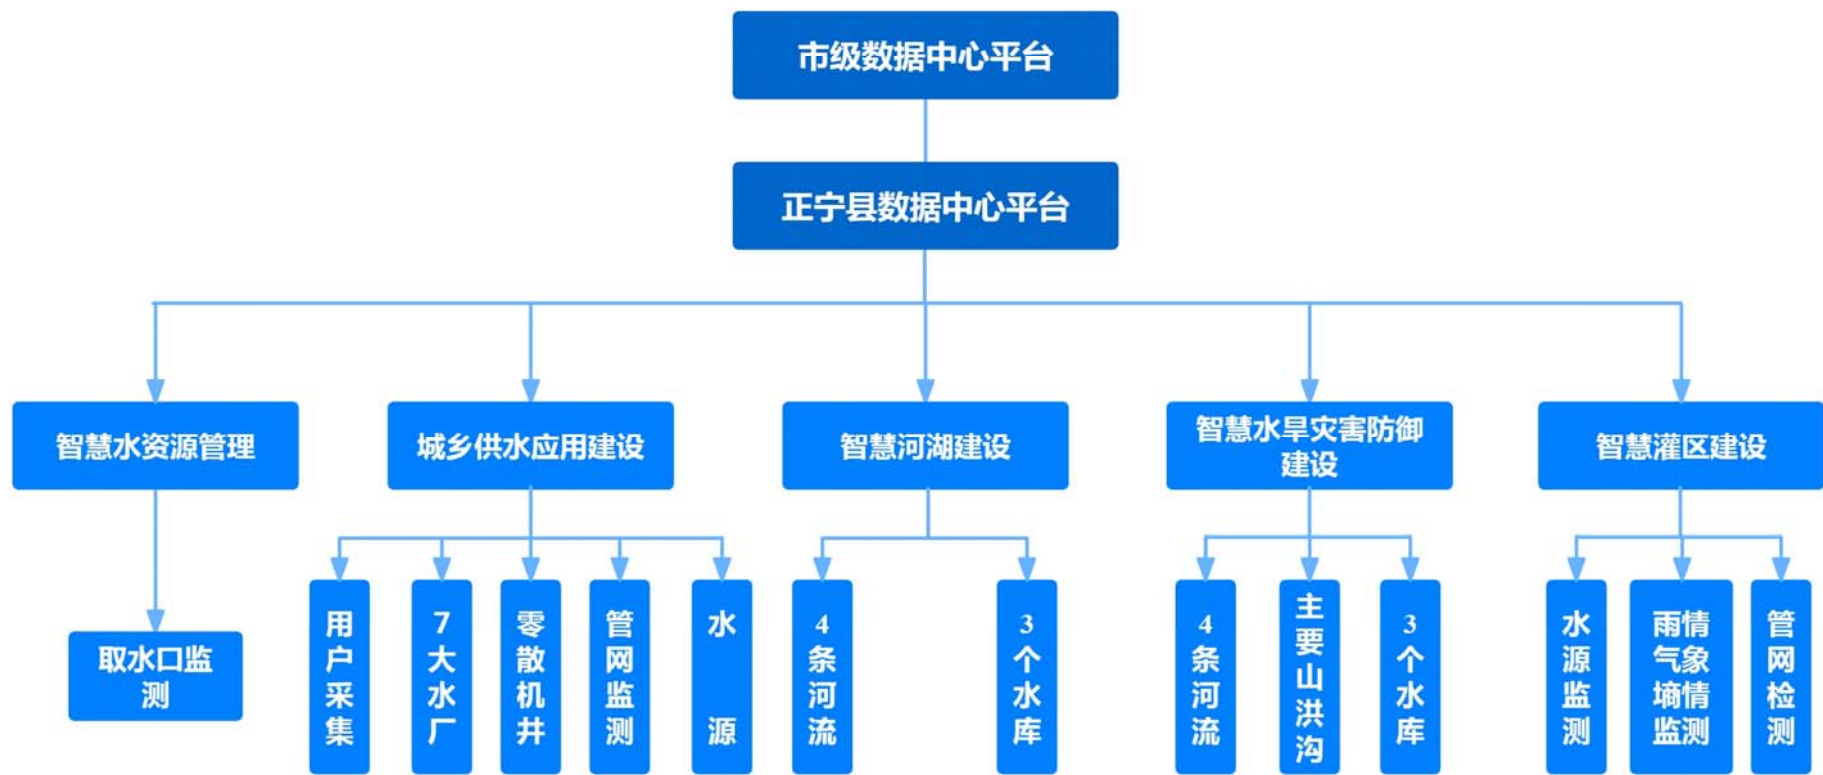 市级数据中心平台
正宁县数据中心平台
智慧水资源管理
城乡供水应用建设
智慧河湖建设
智慧水旱灾害防御
建设
智慧灌区建设
取水口监
测
用户采集
7大水厂
零散机井
管网监测
水源
4条河流
3个水库
4条河流
主要山洪沟
3个水库
水源监测
雨情
气象
墒情
监测
管网检测